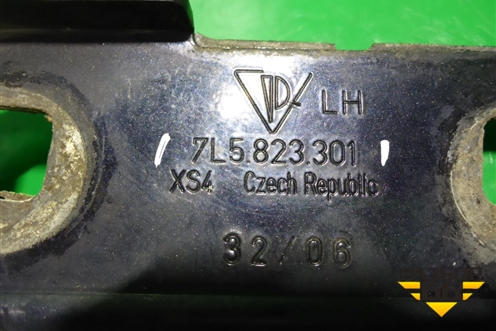 LH
7L5.823.301
XS4 Czech Republic
32/06